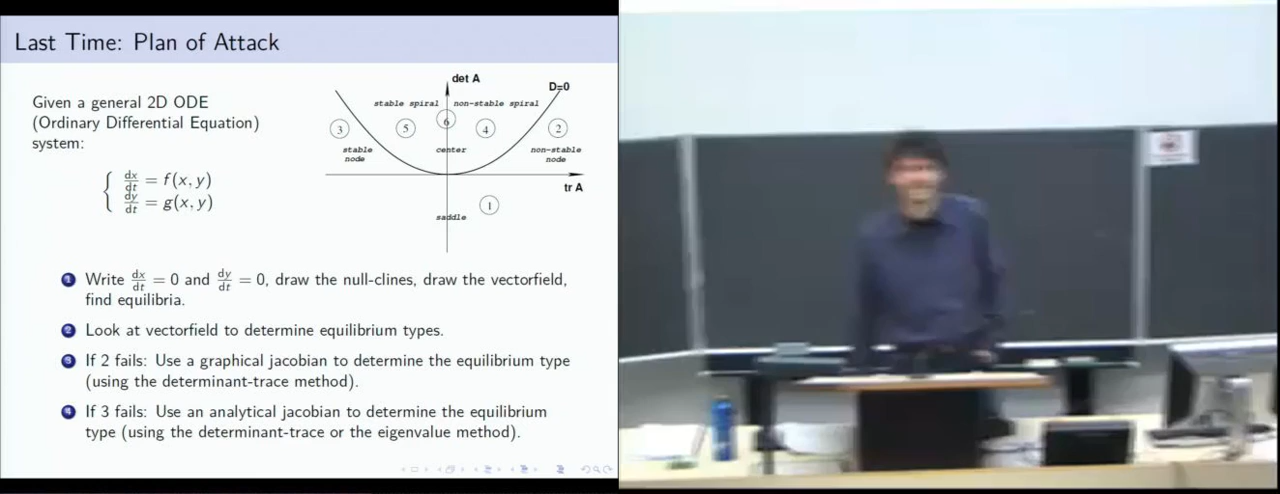 Last Time: Plan of Attack
Given a general 2D ODE
(Ordinary Differential Equation)
system:
dx/dt = f(x, y)
dy/dt = g(x, y)
det A
D=0
stable spiral
non-stable spiral
3
5
6
4
2
stable
node
center
non-stable
node
tr A
1
saddle
1 Write dx/dt = 0 and dy/dt = 0, draw the null-clines, draw the vectorfield,
find equilibria.
2 Look at vectorfield to determine equilibrium types.
3 If 2 fails: Use a graphical jacobian to determine the equilibrium type
(using the determinant-trace method).
4 If 3 fails: Use an analytical jacobian to determine the equilibrium
type (using the determinant-trace or the eigenvalue method).